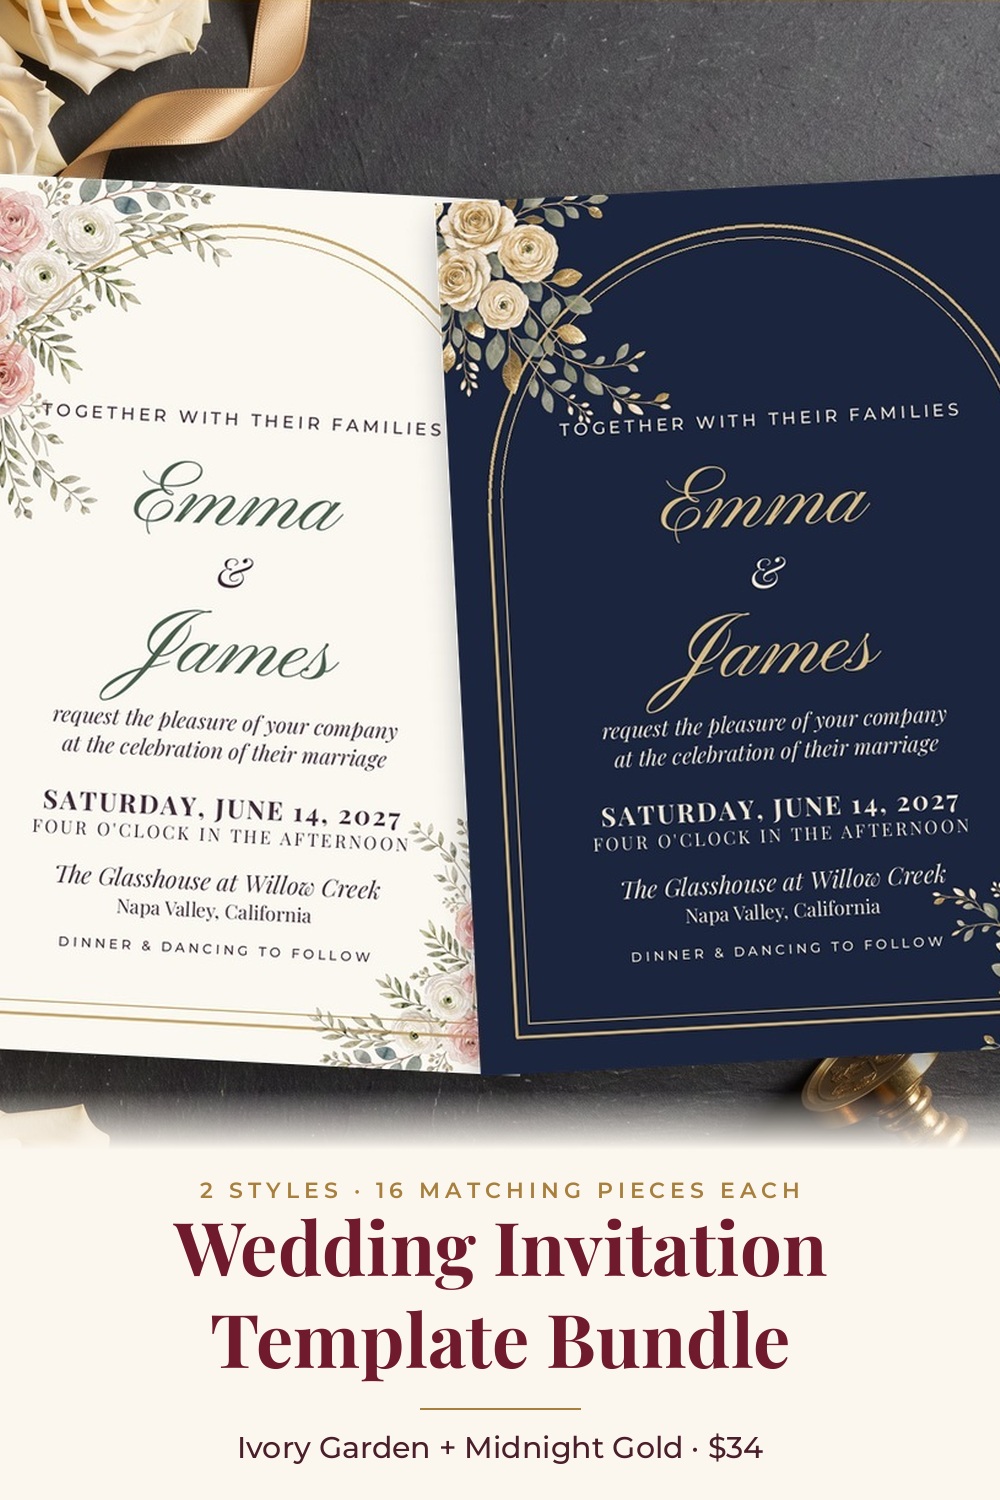 TOGETHER WITH THEIR FAMILIES
Emma
&
James
request the pleasure of your company
at the celebration of their marriage
SATURDAY, JUNE 14, 2027
FOUR O'CLOCK IN THE AFTERNOON
The Glasshouse at Willow Creek
Napa Valley, California
DINNER & DANCING TO FOLLOW
TOGETHER WITH THEIR FAMILIES
Emma
&
James
request the pleasure of your company
at the celebration of their marriage
SATURDAY, JUNE 14, 2027
FOUR O'CLOCK IN THE AFTERNOON
The Glasshouse at Willow Creek
Napa Valley, California
DINNER & DANCING TO FOLLOW
2 STYLES · 16 MATCHING PIECES EACH
Wedding Invitation
Template Bundle
Ivory Garden + Midnight Gold · $34